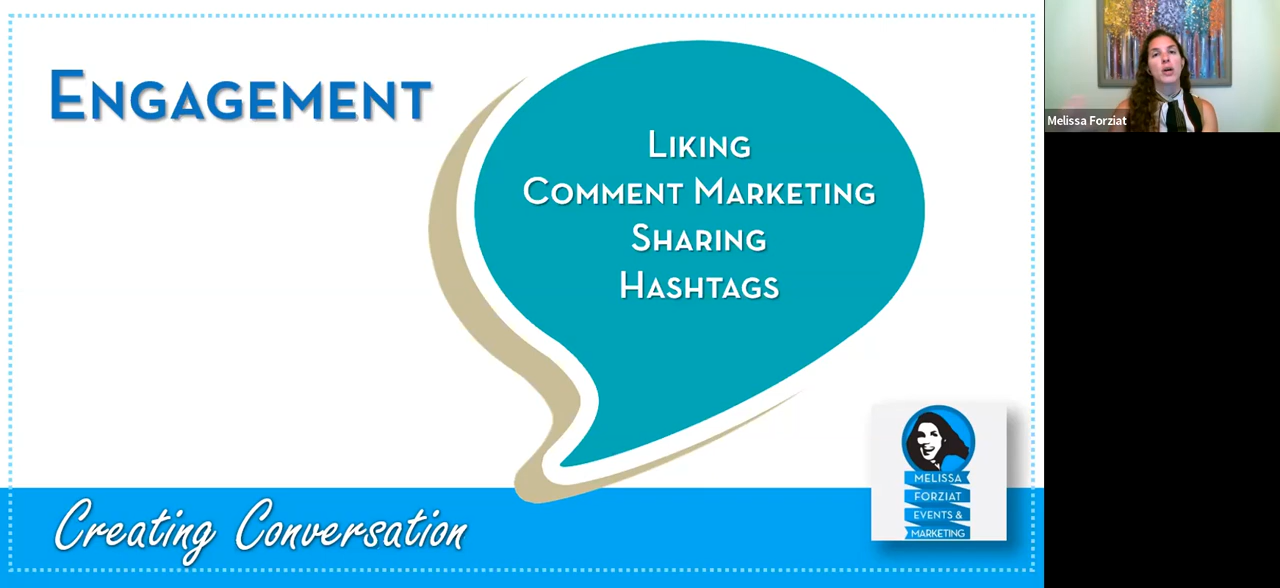 Engagement
Liking
Comment Marketing
Sharing
Hashtags
Creating Conversation
Melissa
Forziat
Events &
Marketing
Melissa Forziat